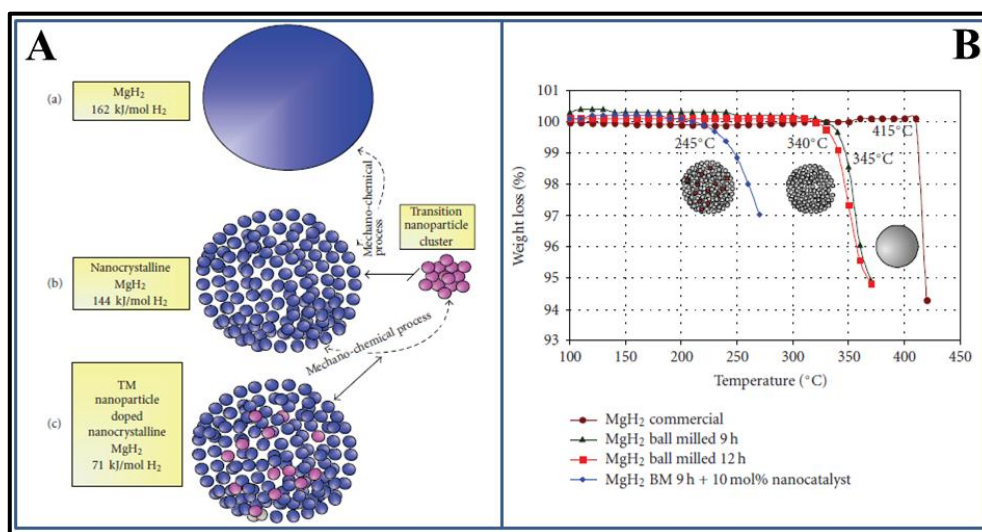 A
(a)
MgH₂
162 kJ/mol H₂
Mechano-chemical
process
Transition
nanoparticle
cluster
(b)
Nanocrystalline
MgH₂
144 kJ/mol H₂
Mechano-chemical process
(c)
TM
nanoparticle
doped
nanocrystalline
MgH₂
71 kJ/mol H₂
B
Weight loss (%)
101
100
99
98
97
96
95
94
93
245°C
340°C
415°C
345°C
100 150 200 250 300 350 400 450
Temperature (°C)
MgH₂ commercial
MgH₂ ball milled 9 h
MgH₂ ball milled 12 h
MgH₂ BM 9 h + 10 mol% nanocatalyst